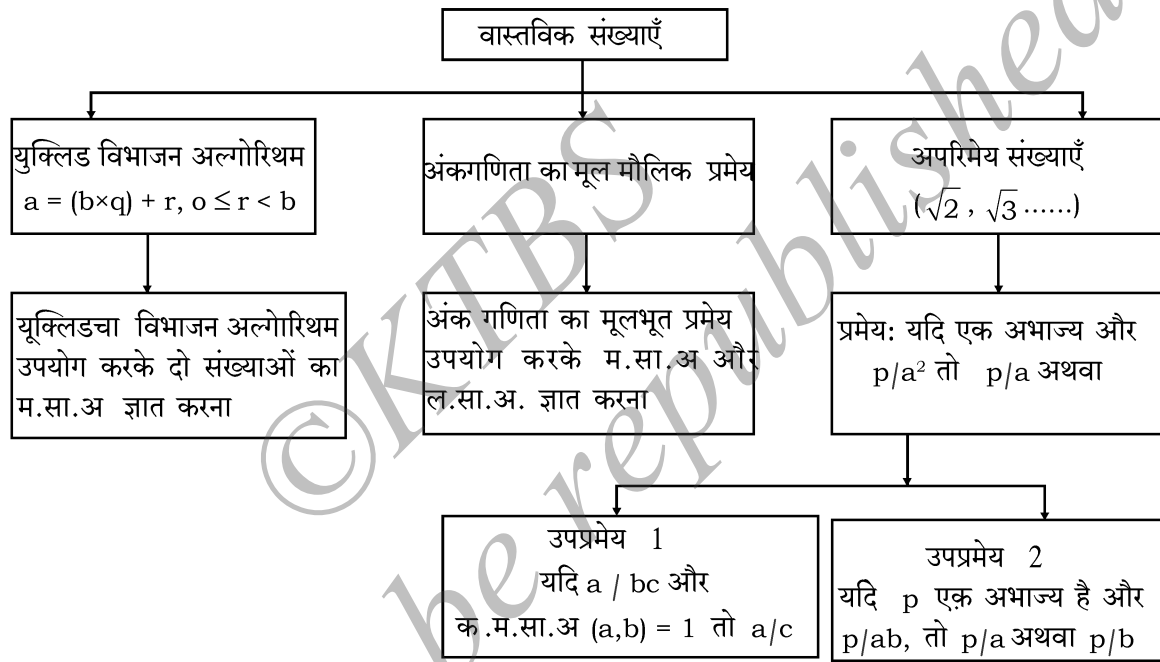 वास्तविक संख्याएँ
युक्लिड विभाजन अल्गोरिथम
a = (b×q) + r, o ≤ r < b
अंकगणिता का मूल मौलिक प्रमेय
अपरिमेय संख्याएँ
(√2 , √3 ......)
यूक्लिडचा विभाजन अल्गोरिथम
उपयोग करके दो संख्याओं का
म.सा.अ ज्ञात करना
अंक गणिता का मूलभूत प्रमेय
उपयोग करके म.सा.अ और
ल.सा.अ. ज्ञात करना
प्रमेय: यदि एक अभाज्य और
p/a² तो p/a अथवा
उपप्रमेय 1
यदि a / bc और
क.म.सा.अ (a,b) = 1 तो a/c
उपप्रमेय 2
यदि p एक़ अभाज्य है और
p/ab, तो p/a अथवा p/b
©KTBS
be republished